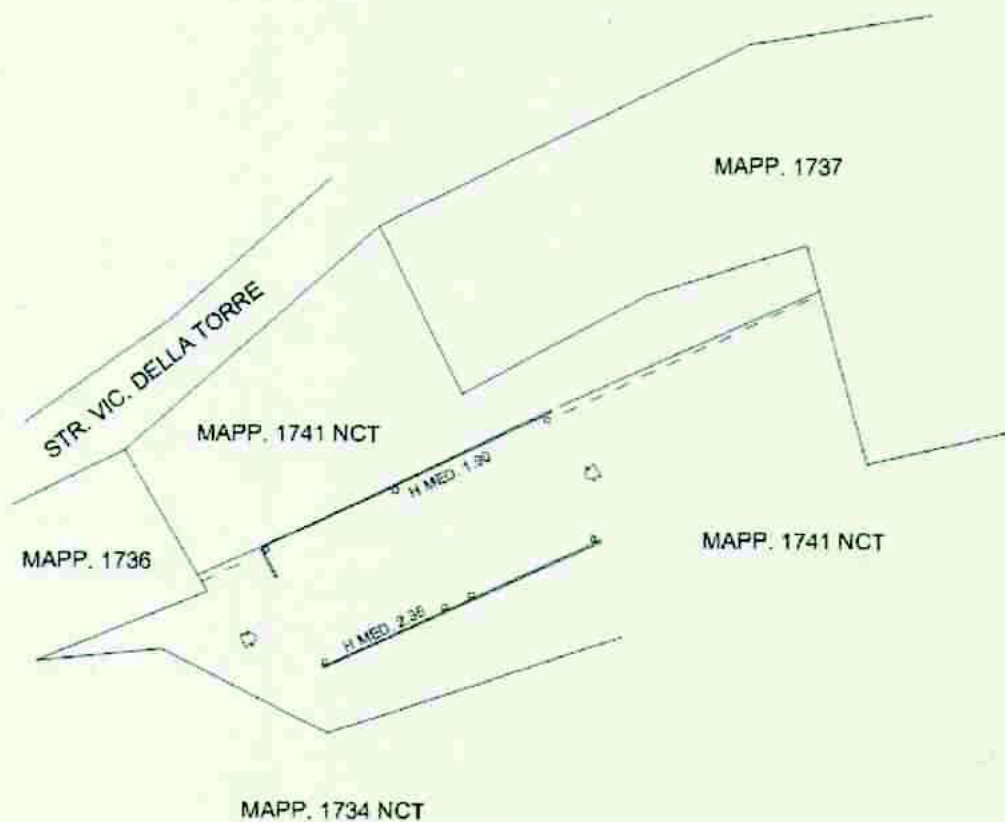 MAPP. 1737
STR. VIC. DELLA TORRE
MAPP. 1741 NCT
H MED. 1.90
MAPP. 1736
MAPP. 1741 NCT
H MED. 2.35
MAPP. 1734 NCT